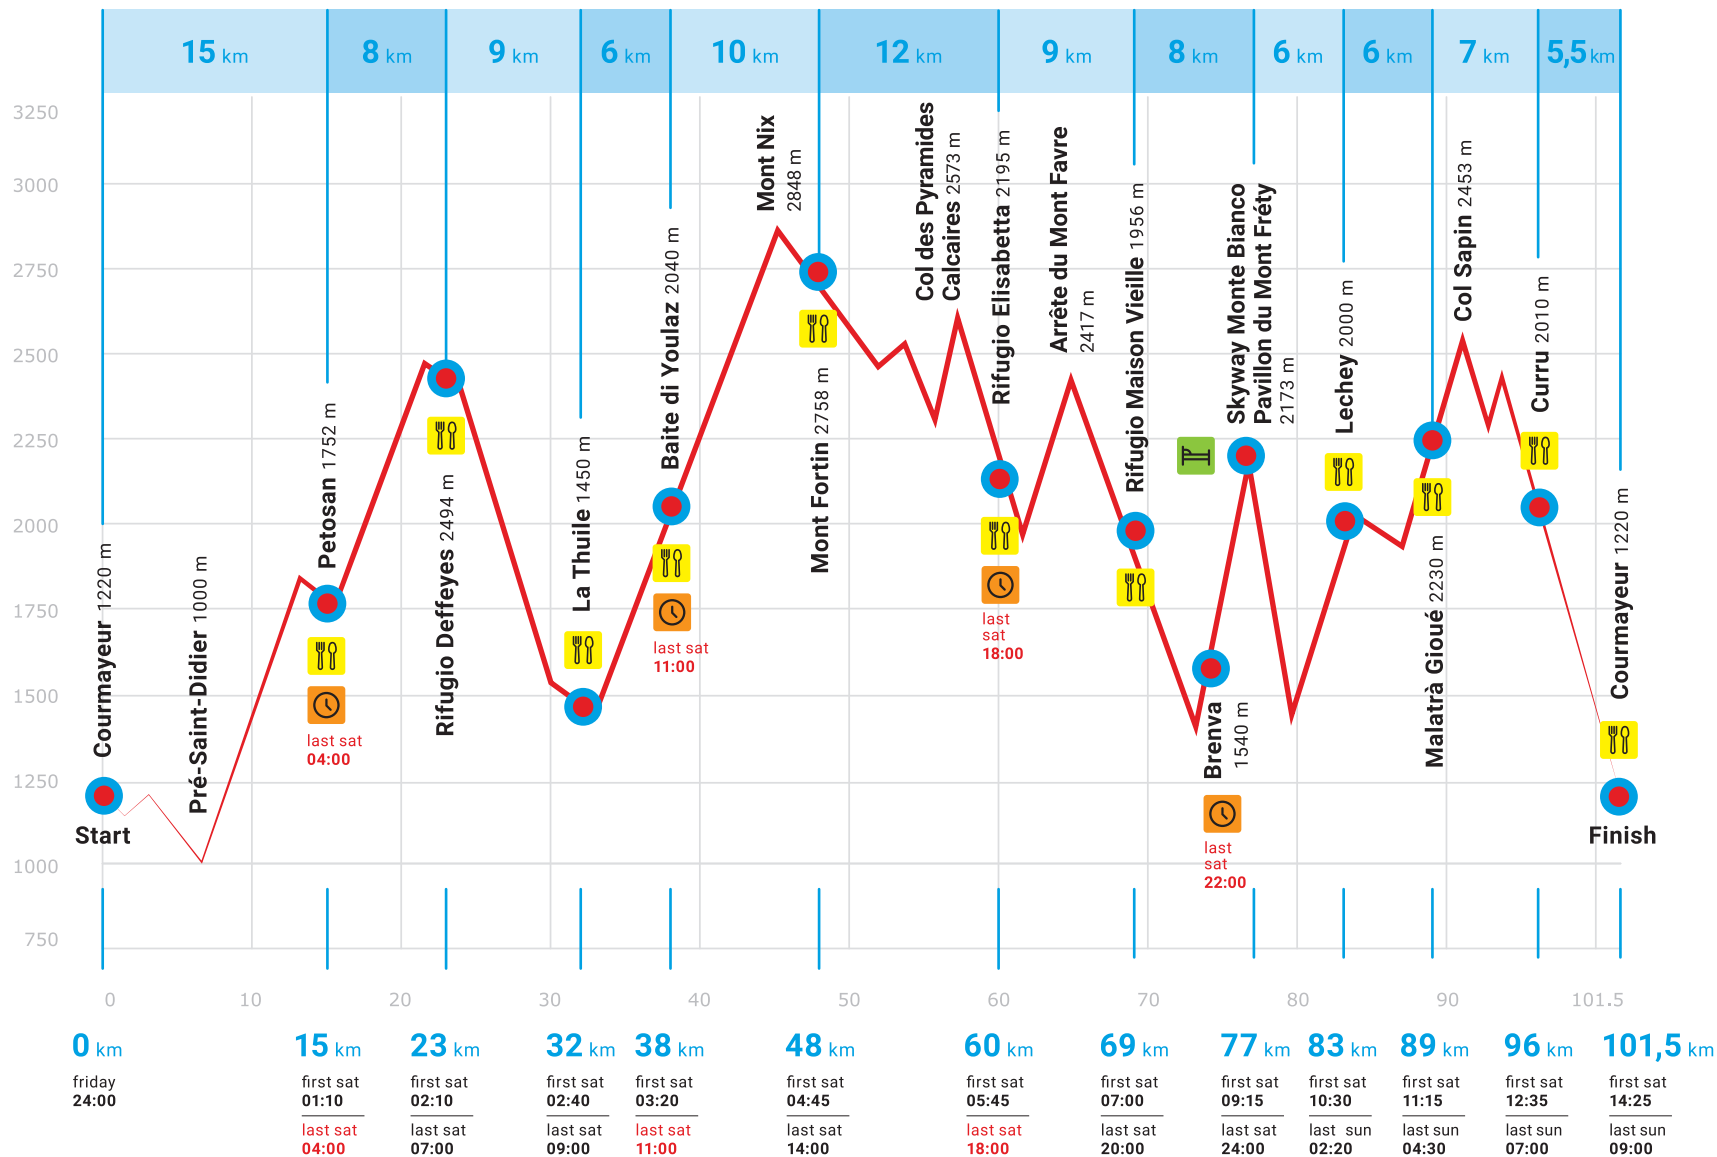 15 km
8 km
9 km
6 km
10 km
12 km
9 km
8 km
6 km
6 km
7 km
5,5 km
3250
3000
2750
2500
2250
2000
1750
1500
1250
1000
750
Courmayeur 1220 m
Start
Pré-Saint-Didier 1000 m
Petosan 1752 m
last sat
04:00
Rifugio Deffeyes 2494 m
La Thuile 1450 m
Baite di Youlaz 2040 m
last sat
11:00
Mont Nix
2848 m
Mont Fortin 2758 m
Col des Pyramides
Calcaires 2573 m
Rifugio Elisabetta 2195 m
last
sat
18:00
Arrête du Mont Favre
2417 m
Rifugio Maison Vieille 1956 m
Brenva
1540 m
last
sat
22:00
Skyway Monte Bianco
Pavillon du Mont Fréty
2173 m
Lechey 2000 m
Malatrà Gioué 2230 m
Col Sapin 2453 m
Curru 2010 m
Courmayeur 1220 m
Finish
0
10
20
30
40
50
60
70
80
90
101.5
0 km
friday
24:00
15 km
first sat
01:10
last sat
04:00
23 km
first sat
02:10
last sat
07:00
32 km
first sat
02:40
last sat
09:00
38 km
first sat
03:20
last sat
11:00
48 km
first sat
04:45
last sat
14:00
60 km
first sat
05:45
last sat
18:00
69 km
first sat
07:00
last sat
20:00
77 km
first sat
09:15
last sat
24:00
83 km
first sat
10:30
last sun
02:20
89 km
first sat
11:15
last sun
04:30
96 km
first sat
12:35
last sun
07:00
101,5 km
first sat
14:25
last sun
09:00